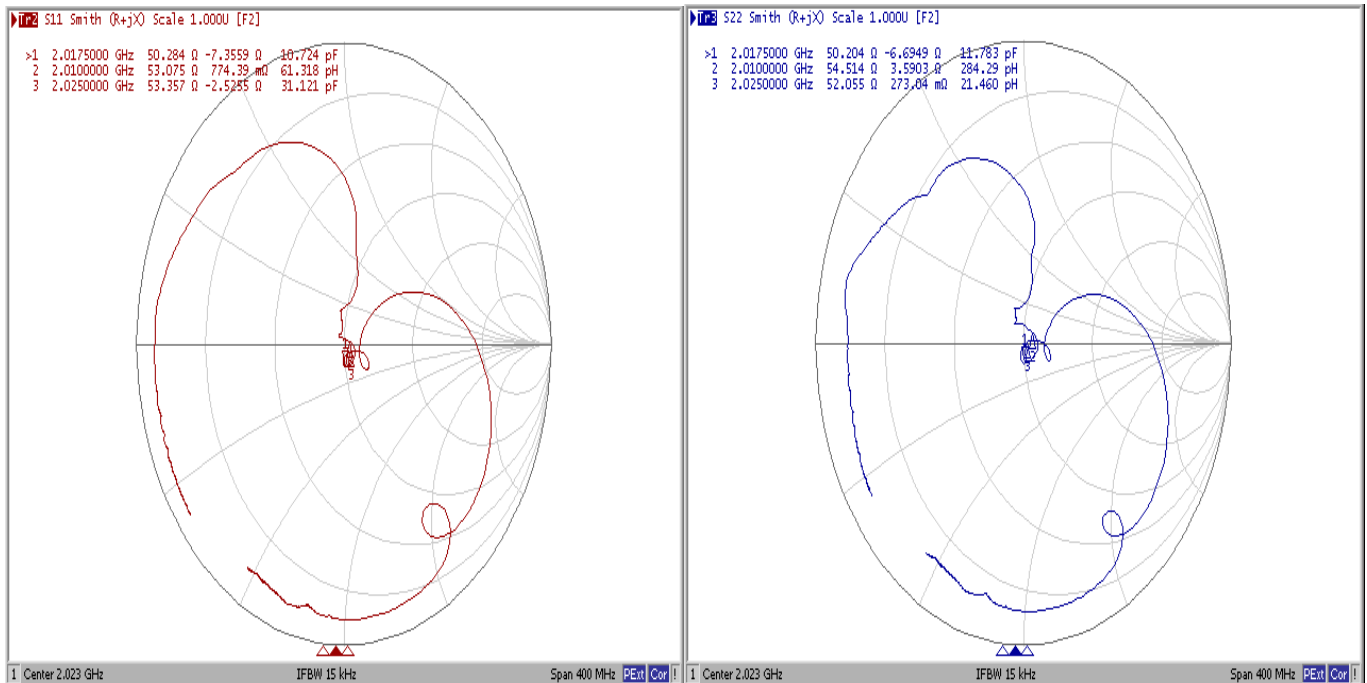 Tr2 S11 Smith (R+jX) Scale 1.000U [F2]
>1 2.0175000 GHz 50.284 Ω -7.3559 Ω 10.724 pF
2 2.0100000 GHz 53.075 Ω 774.39 mΩ 61.318 pH
3 2.0250000 GHz 53.357 Ω -2.5255 Ω 31.121 pF
3
1 Center 2.023 GHz IFBW 15 kHz Span 400 MHz PExt Cor !
Tr3 S22 Smith (R+jX) Scale 1.000U [F2]
>1 2.0175000 GHz 50.204 Ω -6.6949 Ω 11.783 pF
2 2.0100000 GHz 54.514 Ω 3.5903 Ω 284.29 pH
3 2.0250000 GHz 52.055 Ω 273.04 mΩ 21.460 pH
1
2
3
1 Center 2.023 GHz IFBW 15 kHz Span 400 MHz PExt Cor !